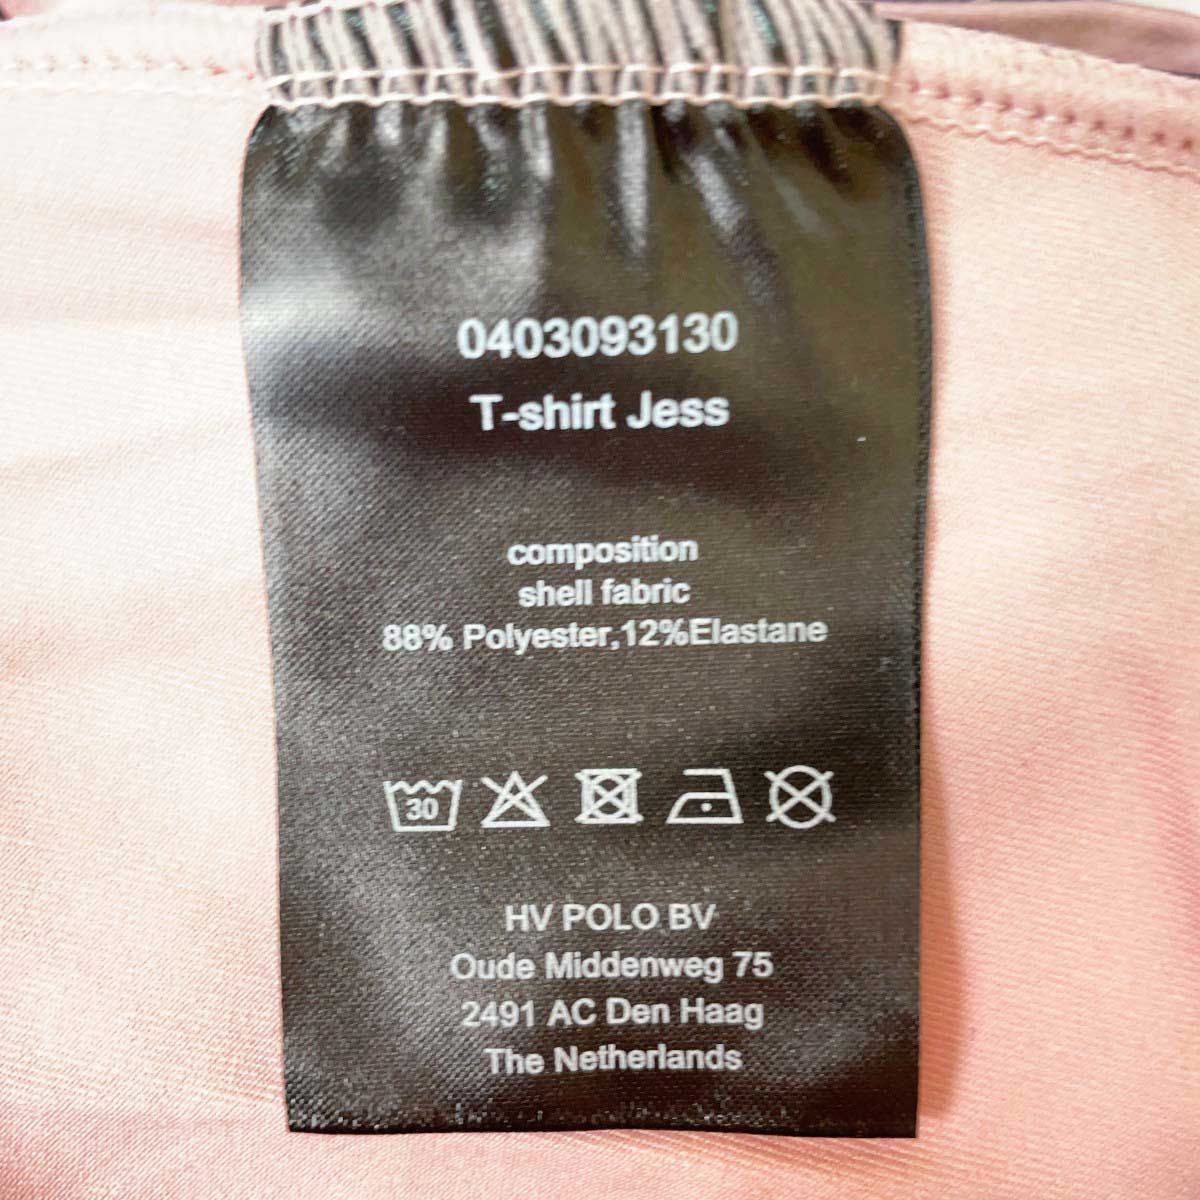 0403093130
T-shirt Jess
composition
shell fabric
88% Polyester,12%Elastane
30
HV POLO BV
Oude Middenweg 75
2491 AC Den Haag
The Netherlands